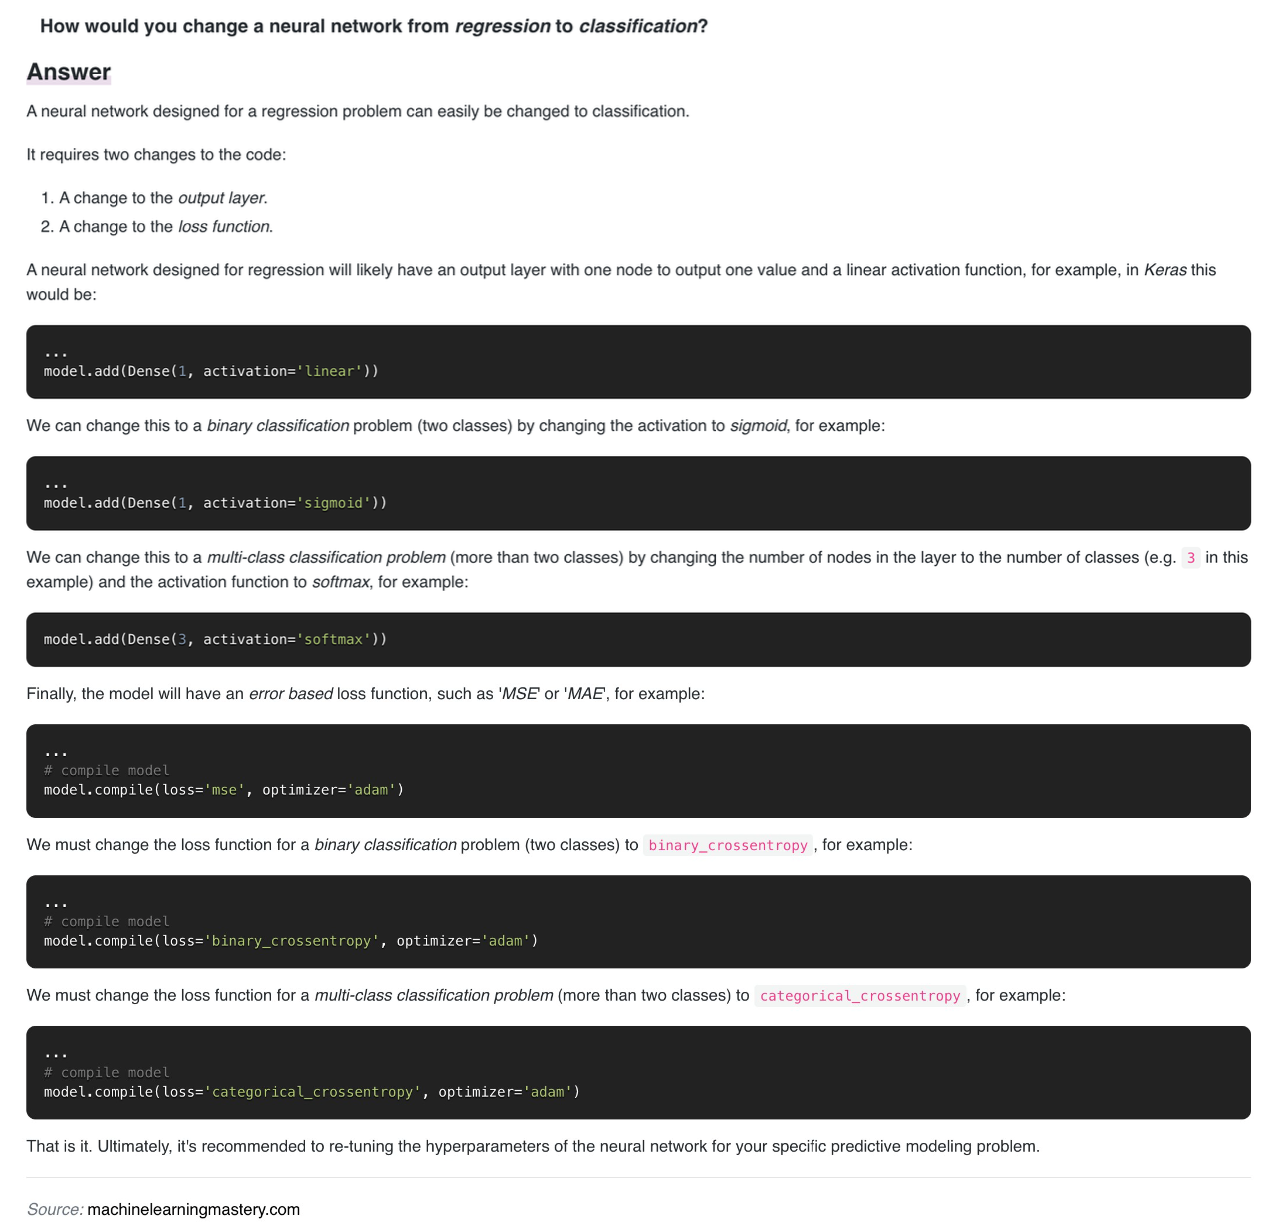 How would you change a neural network from regression to classification?
Answer
A neural network designed for a regression problem can easily be changed to classification.
It requires two changes to the code:
1. A change to the output layer.
2. A change to the loss function.
A neural network designed for regression will likely have an output layer with one node to output one value and a linear activation function, for example, in Keras this
would be:
...
model.add(Dense(1, activation='linear'))
We can change this to a binary classification problem (two classes) by changing the activation to sigmoid, for example:
...
model.add(Dense(1, activation='sigmoid'))
We can change this to a multi-class classification problem (more than two classes) by changing the number of nodes in the layer to the number of classes (e.g. 3 in this
example) and the activation function to softmax, for example:
model.add(Dense(3, activation='softmax'))
Finally, the model will have an error based loss function, such as 'MSE' or 'MAE', for example:
...
# compile model
model.compile(loss='mse', optimizer='adam')
We must change the loss function for a binary classification problem (two classes) to binary_crossentropy , for example:
...
# compile model
model.compile(loss='binary_crossentropy', optimizer='adam')
We must change the loss function for a multi-class classification problem (more than two classes) to categorical_crossentropy , for example:
...
# compile model
model.compile(loss='categorical_crossentropy', optimizer='adam')
That is it. Ultimately, it's recommended to re-tuning the hyperparameters of the neural network for your specific predictive modeling problem.
Source: machinelearningmastery.com